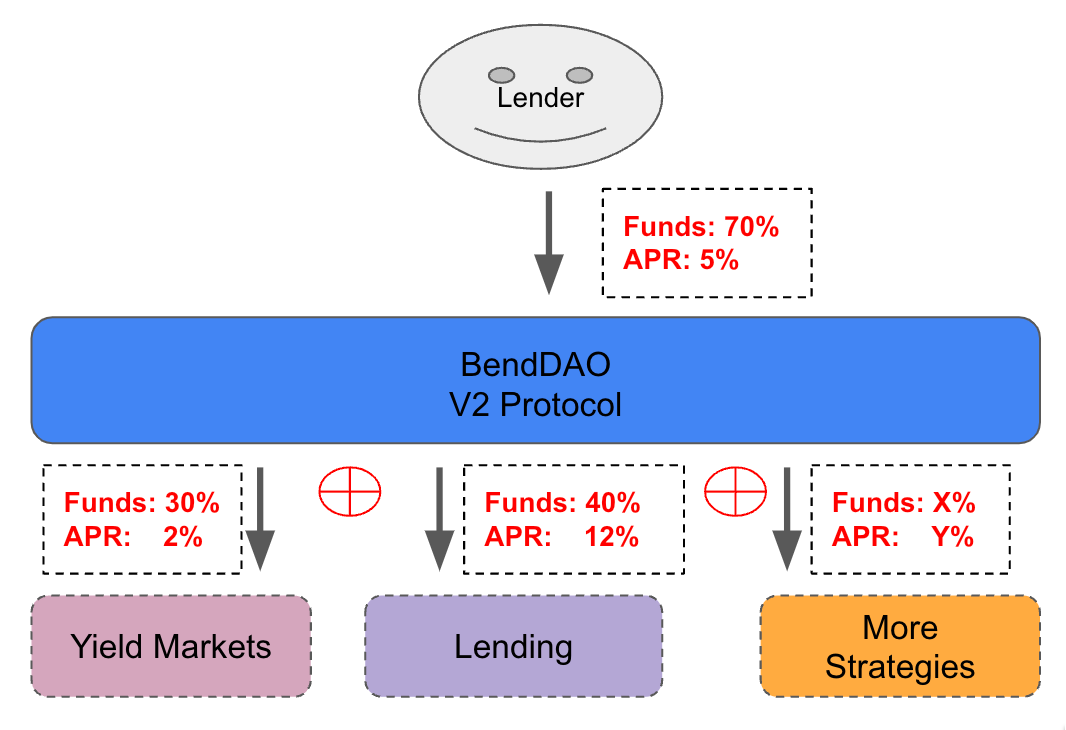 Lender
Funds: 70%
APR: 5%
BendDAO
V2 Protocol
Funds: 30%
APR: 2%
Funds: 40%
APR: 12%
Funds: X%
APR: Y%
Yield Markets
Lending
More
Strategies